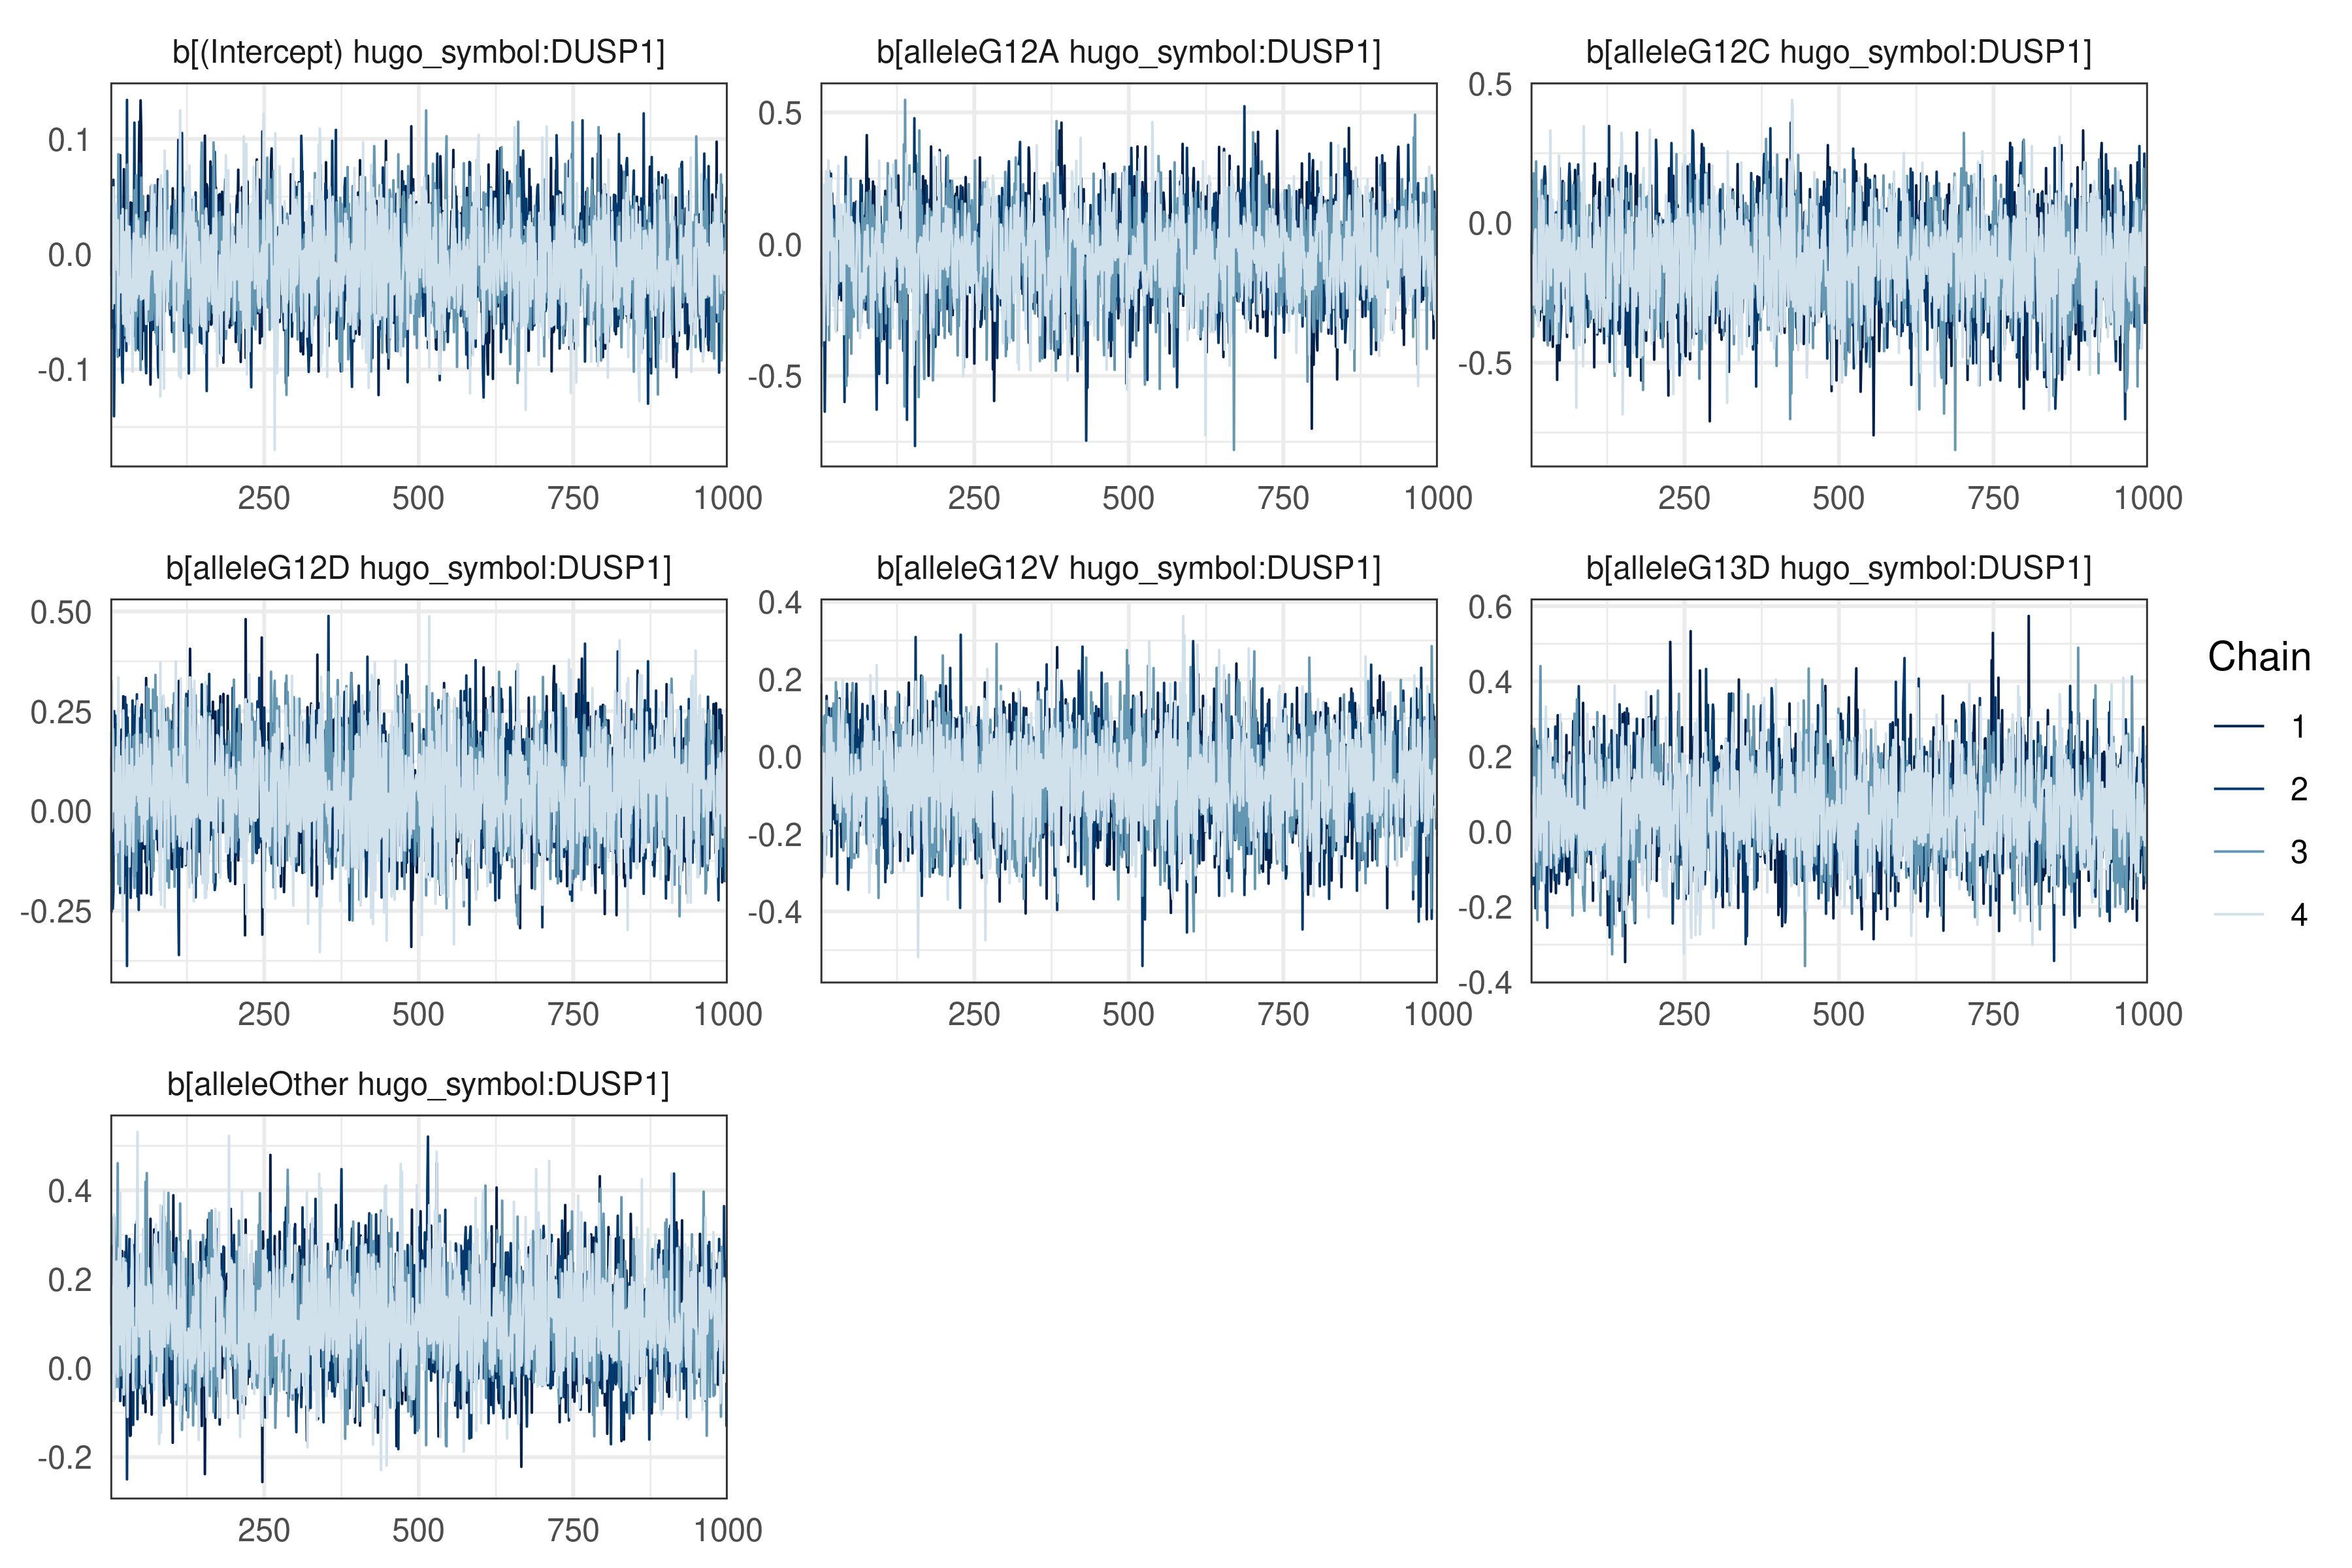 b[(Intercept) hugo_symbol:DUSP1]
b[alleleG12A hugo_symbol:DUSP1]
b[alleleG12C hugo_symbol:DUSP1]
0.1
0.0
-0.1
250 500 750 1000
0.5
0.0
-0.5
250 500 750 1000
0.5
0.0
-0.5
250 500 750 1000
b[alleleG12D hugo_symbol:DUSP1]
b[alleleG12V hugo_symbol:DUSP1]
b[alleleG13D hugo_symbol:DUSP1]
0.50
0.25
0.00
-0.25
250 500 750 1000
0.4
0.2
0.0
-0.2
-0.4
250 500 750 1000
0.6
0.4
0.2
0.0
-0.2
-0.4
250 500 750 1000
Chain
1
2
3
4
b[alleleOther hugo_symbol:DUSP1]
0.4
0.2
0.0
-0.2
250 500 750 1000